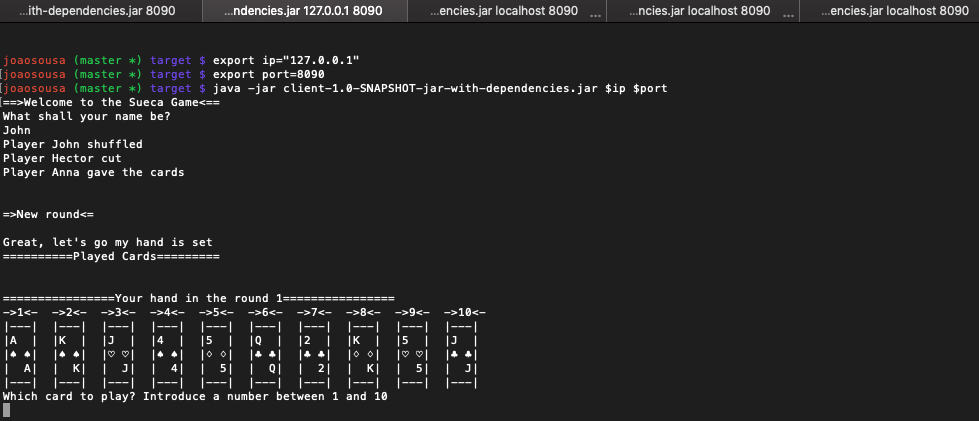 ...ith-dependencies.jar 8090 ...ndencies.jar 127.0.0.1 8090 ...encies.jar localhost 8090 ... ...ncies.jar localhost 8090 ... ...encies.jar localhost 8090
joaosousa (master *) target $ export ip="127.0.0.1"
[joaosousa (master *) target $ export port=8090
[joaosousa (master *) target $ java -jar client-1.0-SNAPSHOT-jar-with-dependencies.jar $ip $port
[==>Welcome to the Sueca Game<==
What shall your name be?
John
Player John shuffled
Player Hector cut
Player Anna gave the cards
=>New round<=
Great, let's go my hand is set
==========Played Cards=========
================Your hand in the round 1================
->1<-  ->2<-  ->3<-  ->4<-  ->5<-  ->6<-  ->7<-  ->8<-  ->9<-  ->10<-
|---|  |---|  |---|  |---|  |---|  |---|  |---|  |---|  |---|  |---|
|A  |  |K  |  |J  |  |4  |  |5  |  |Q  |  |2  |  |K  |  |5  |  |J  |
|♠ ♠|  |♠ ♠|  |♡ ♡|  |♠ ♠|  |♢ ♢|  |♣ ♣|  |♣ ♣|  |♢ ♢|  |♡ ♡|  |♣ ♣|
|  A|  |  K|  |  J|  |  4|  |  5|  |  Q|  |  2|  |  K|  |  5|  |  J|
|---|  |---|  |---|  |---|  |---|  |---|  |---|  |---|  |---|  |---|
Which card to play? Introduce a number between 1 and 10